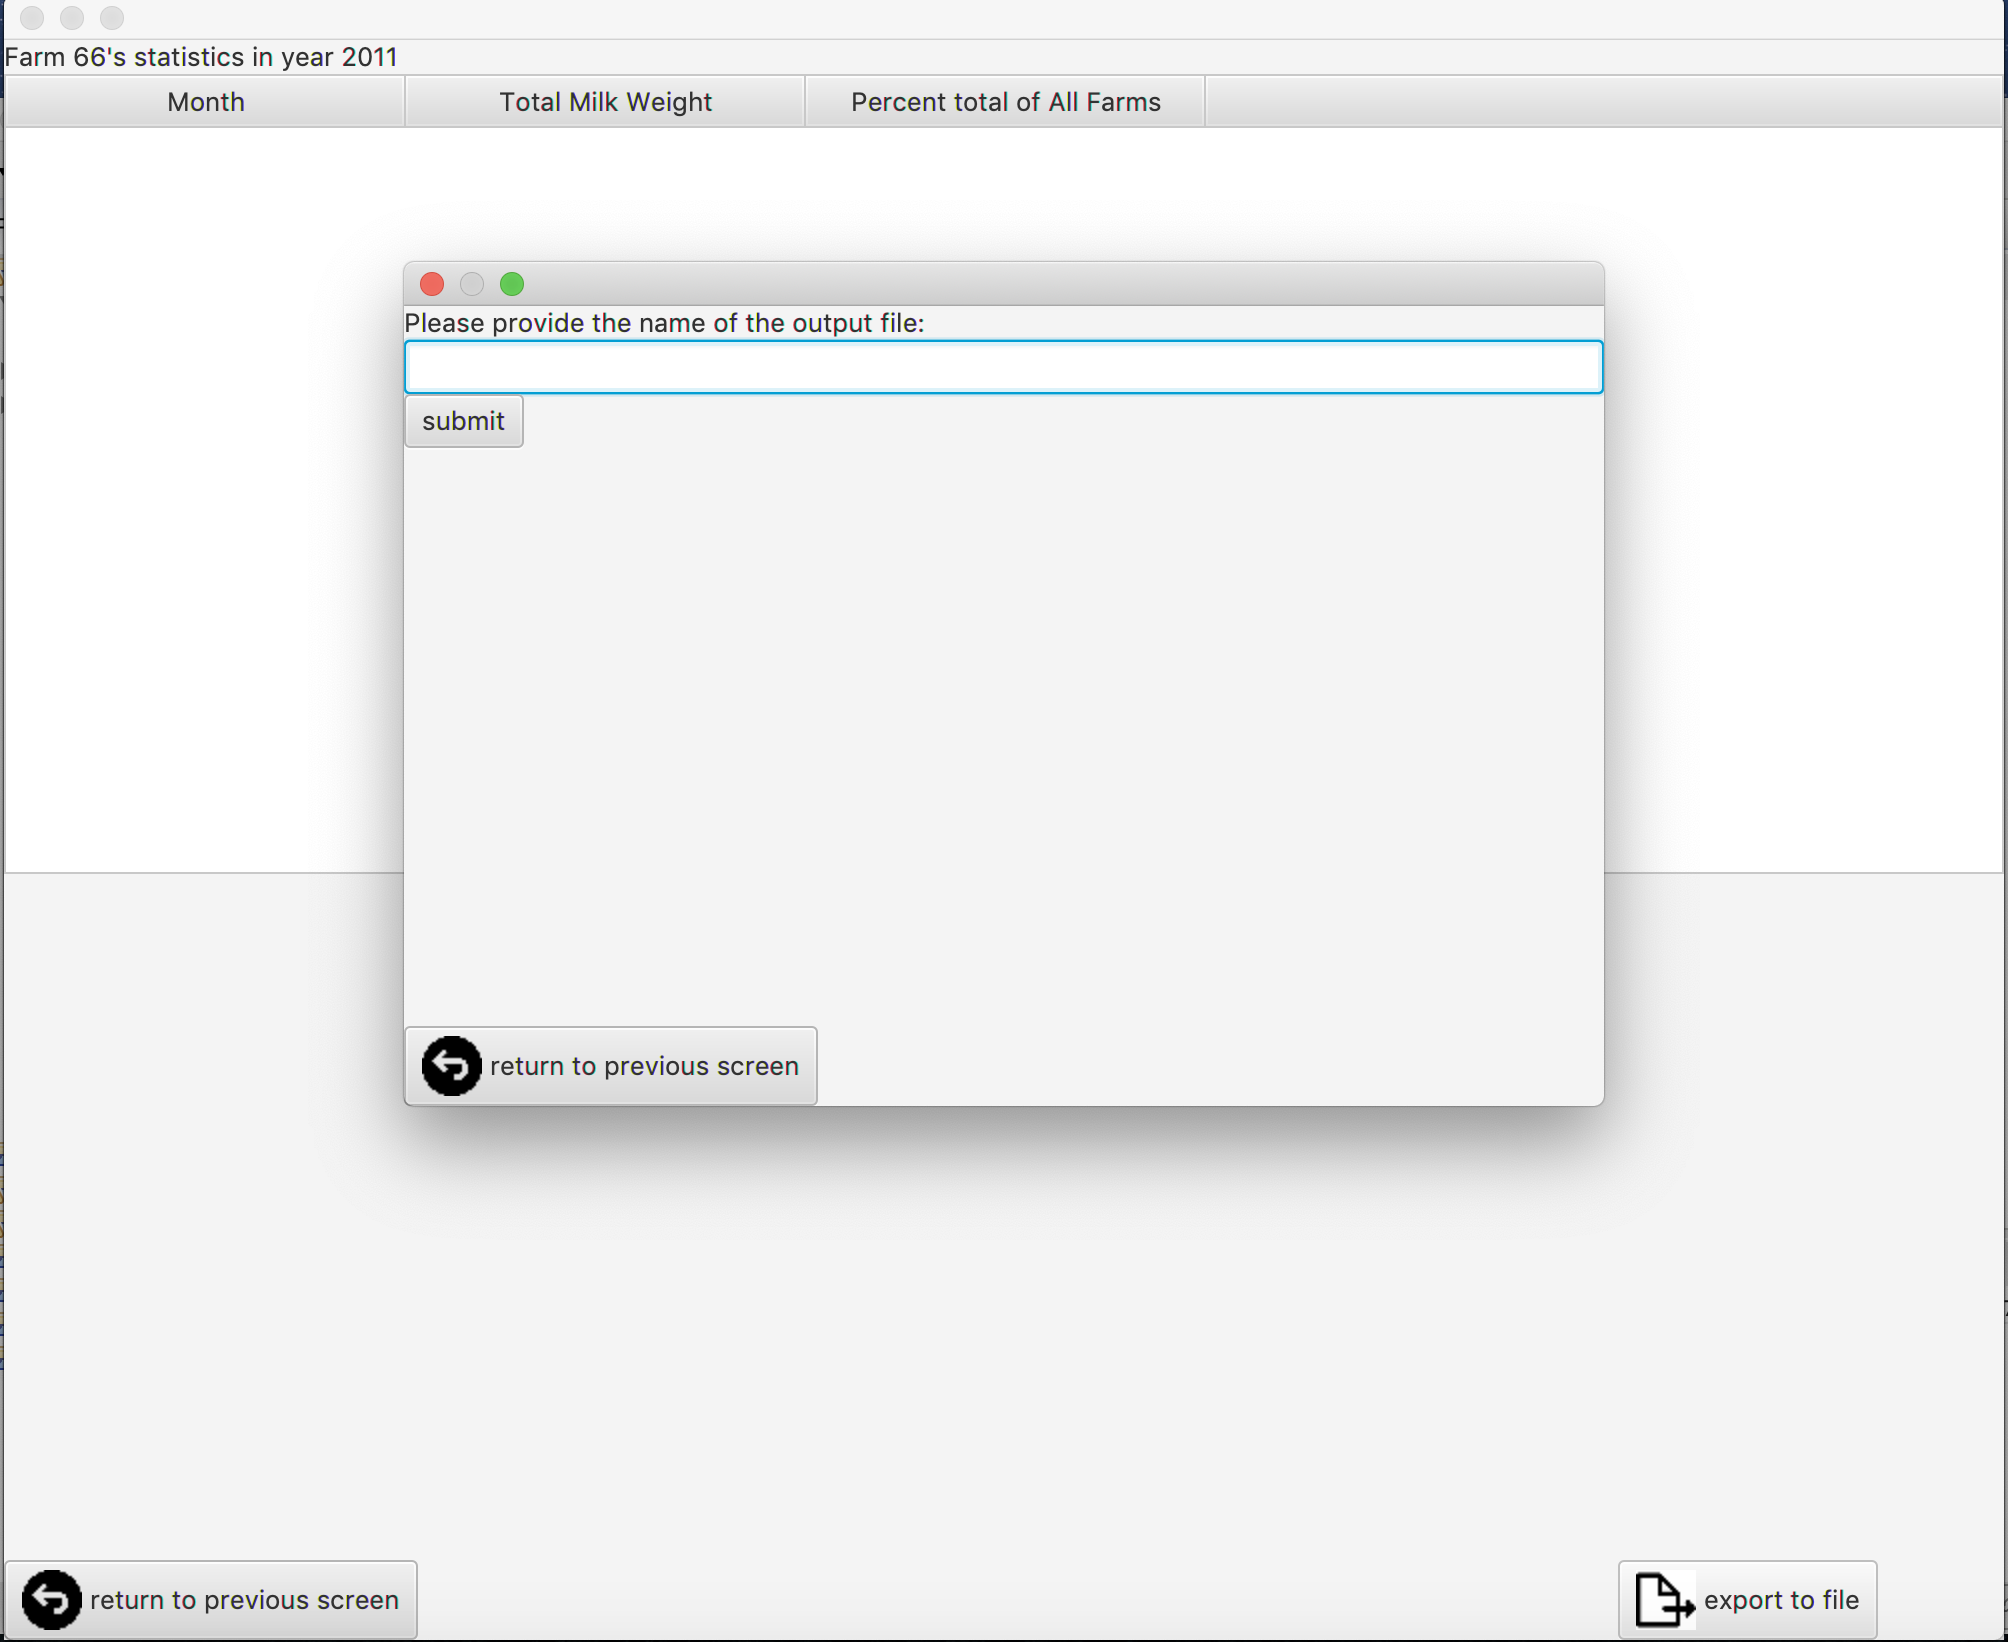 Farm 66's statistics in year 2011
Month Total Milk Weight Percent total of All Farms
Please provide the name of the output file:
submit
return to previous screen
return to previous screen export to file